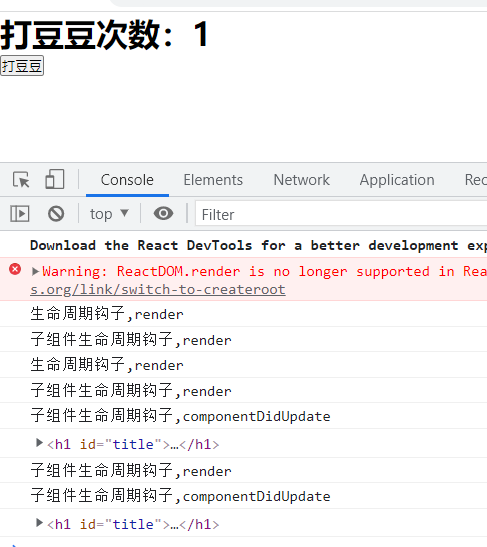 打豆豆次数：1
打豆豆
Console Elements Network Application Rec
top Filter
Download the React DevTools for a better development exp
Warning: ReactDOM.render is no longer supported in Rea
s.org/link/switch-to-createroot
生命周期钩子,render
子组件生命周期钩子,render
生命周期钩子,render
子组件生命周期钩子,render
子组件生命周期钩子,componentDidUpdate
<h1 id="title">…</h1>
子组件生命周期钩子,render
子组件生命周期钩子,componentDidUpdate
<h1 id="title">…</h1>